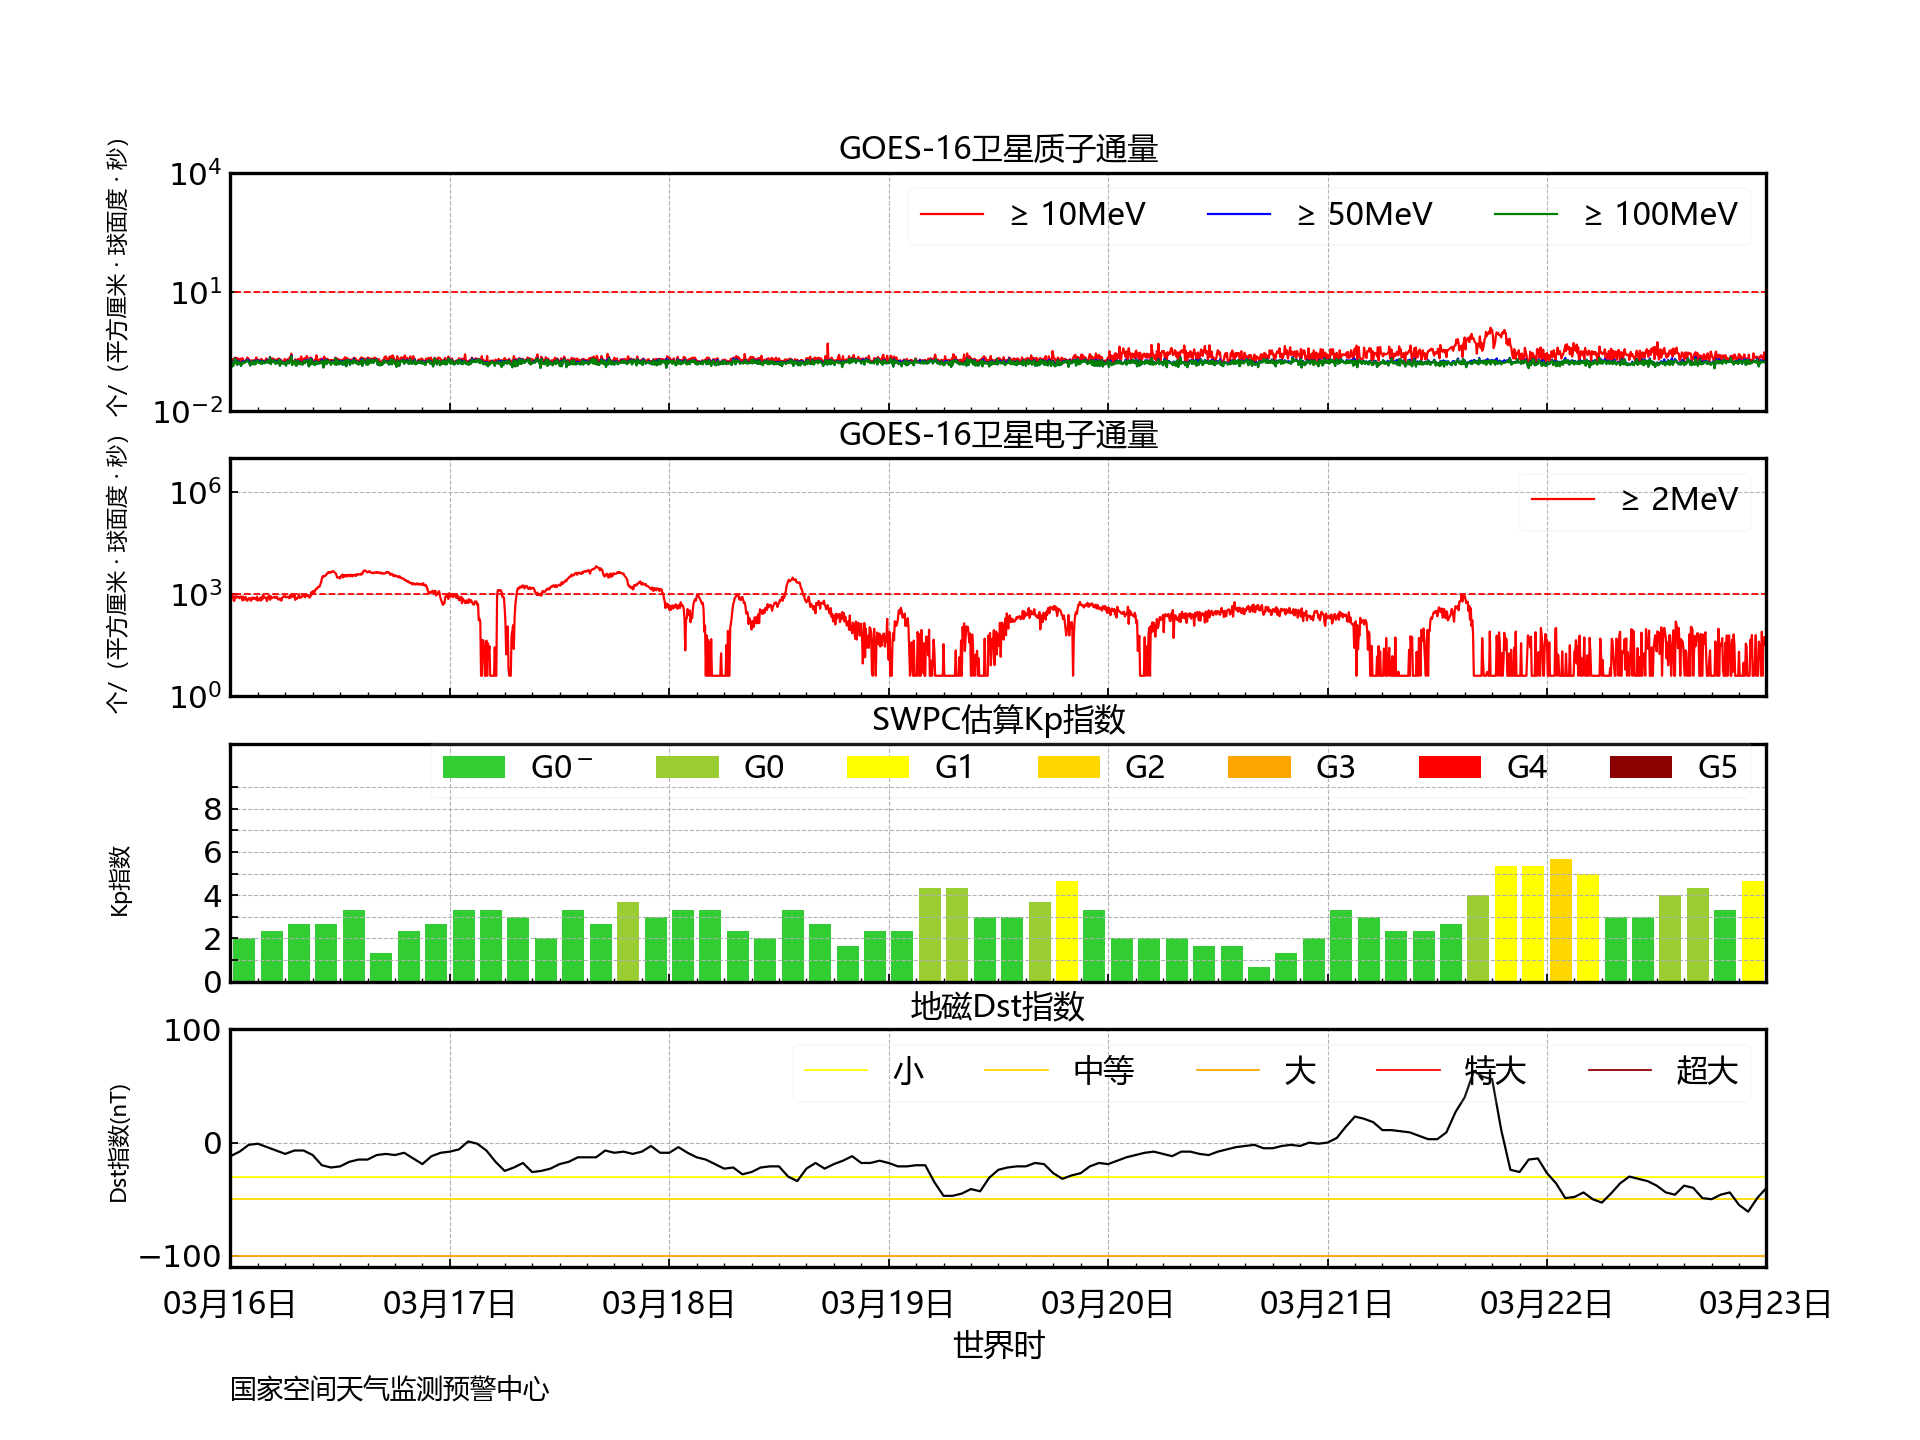 GOES-16卫星质子通量
个/（平方厘米·球面度·秒）
10⁴
10¹
10⁻²
≥ 10MeV ≥ 50MeV ≥ 100MeV
GOES-16卫星电子通量
个/（平方厘米·球面度·秒）
10⁶
10³
10⁰
≥ 2MeV
SWPC估算Kp指数
Kp指数
8
6
4
2
0
G0⁻ G0 G1 G2 G3 G4 G5
地磁Dst指数
Dst指数(nT)
100
0
−100
小 中等 大 特大 超大
03月16日 03月17日 03月18日 03月19日 03月20日 03月21日 03月22日 03月23日
世界时
国家空间天气监测预警中心